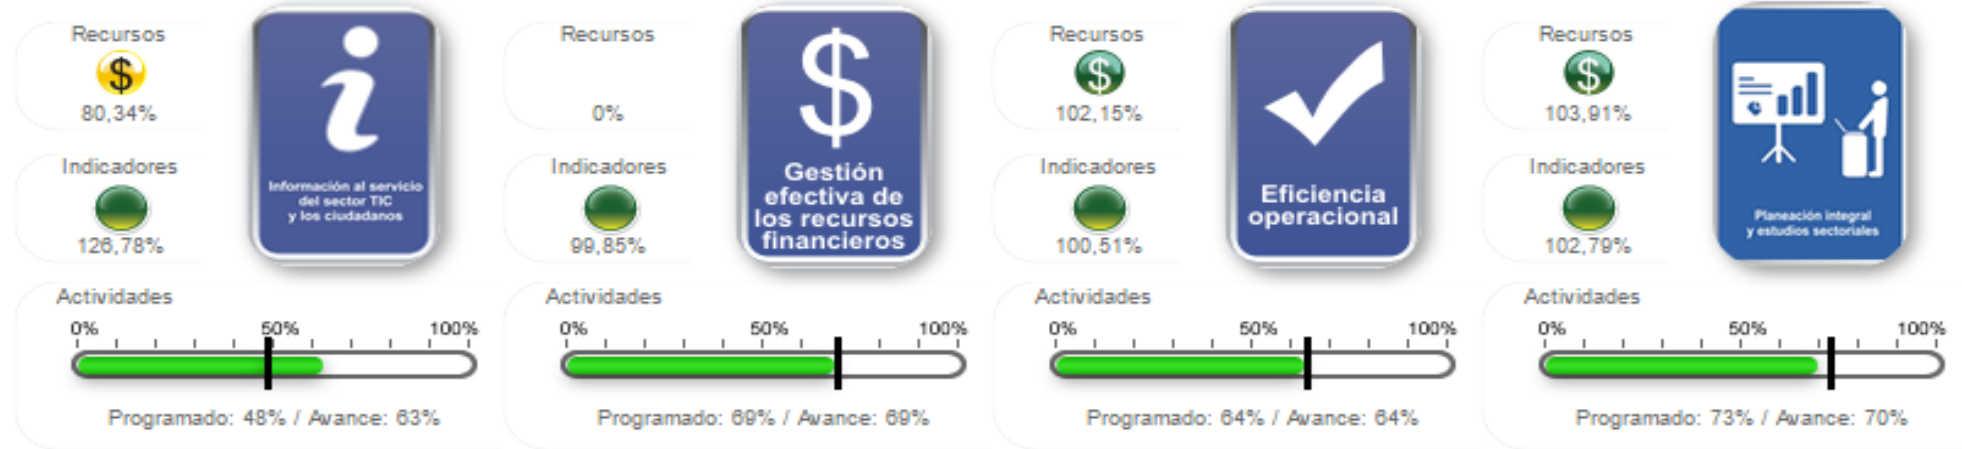 Recursos
$
80,34%
Indicadores
126,78%
i
Información al servicio
del sector TIC
y los ciudadanos
Actividades
0% 50% 100%
Programado: 48% / Avance: 63%
Recursos
0%
Indicadores
99,85%
$
Gestión
efectiva de
los recursos
financieros
Actividades
0% 50% 100%
Programado: 69% / Avance: 69%
Recursos
$
102,15%
Indicadores
100,51%
Eficiencia
operacional
Actividades
0% 50% 100%
Programado: 64% / Avance: 64%
Recursos
$
103,91%
Indicadores
102,79%
Planeación integral
y estudios sectoriales
Actividades
0% 50% 100%
Programado: 73% / Avance: 70%